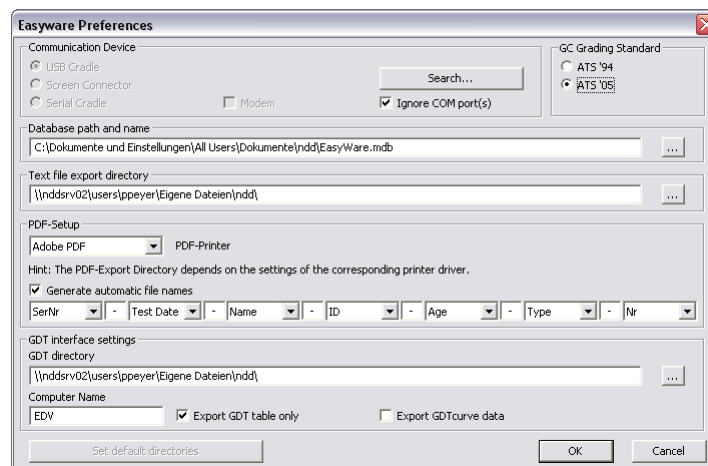 Easyware Preferences
Communication Device
USB Cradle
Screen Connector
Serial Cradle
Modem
Search...
Ignore COM port(s)
GC Grading Standard
ATS '94
ATS '05
Database path and name
C:\Dokumente und Einstellungen\All Users\Dokumente\ndd\EasyWare.mdb
...
Text file export directory
\\nddsrv02\users\ppeyer\Eigene Dateien\ndd\
...
PDF-Setup
Adobe PDF PDF-Printer
Hint: The PDF-Export Directory depends on the settings of the corresponding printer driver.
Generate automatic file names
SerNr - Test Date - Name - ID - Age - Type - Nr
GDT interface settings
GDT directory
\\nddsrv02\users\ppeyer\Eigene Dateien\ndd\
...
Computer Name
EDV Export GDT table only Export GDTcurve data
Set default directories OK Cancel